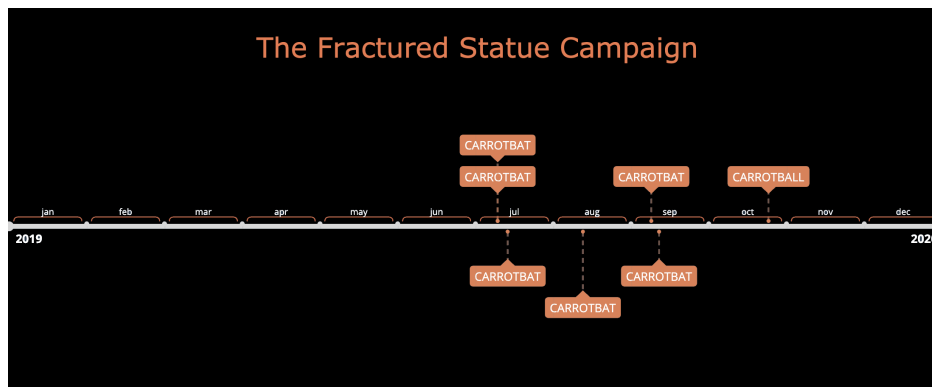 The Fractured Statue Campaign
CARROTBAT
CARROTBAT
CARROTBAT
CARROTBALL
jan
feb
mar
apr
may
jun
jul
aug
sep
oct
nov
dec
2019
CARROTBAT
CARROTBAT
CARROTBAT